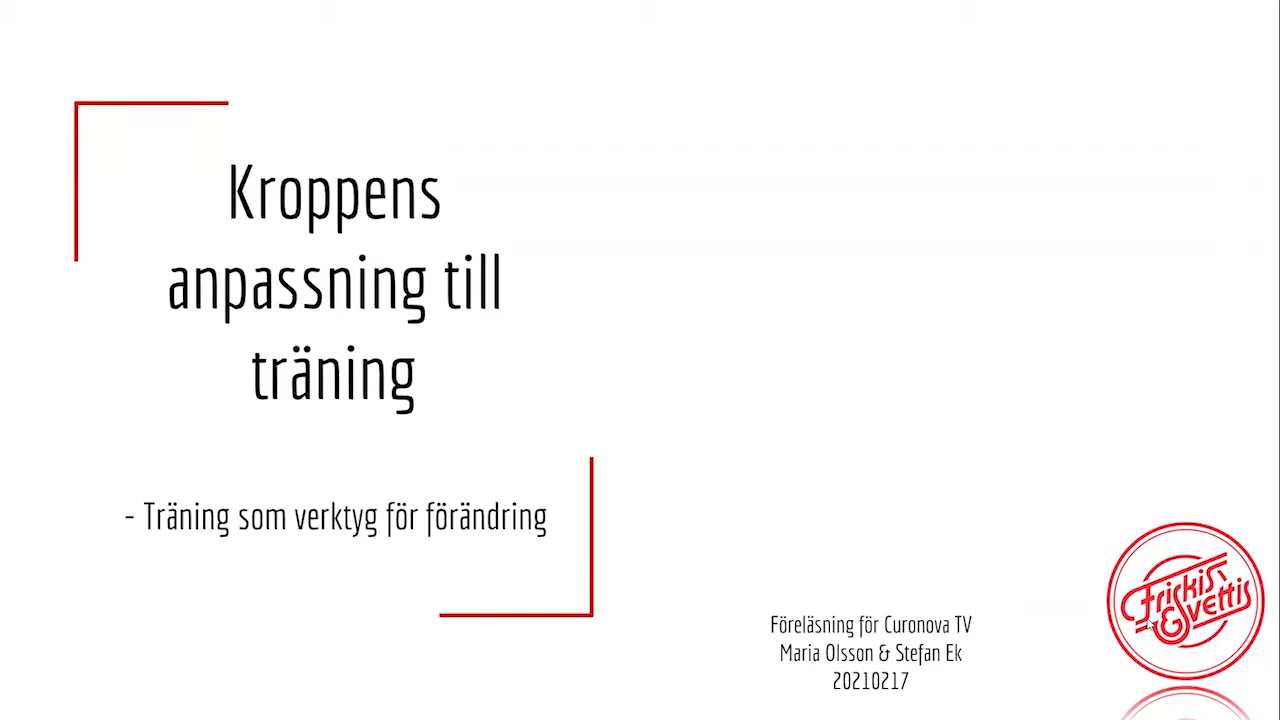 Kroppens
anpassning till
träning
- Träning som verktyg för förändring
Föreläsning för Curonova TV
Maria Olsson & Stefan Ek
20210217
Friskis
& Svettis